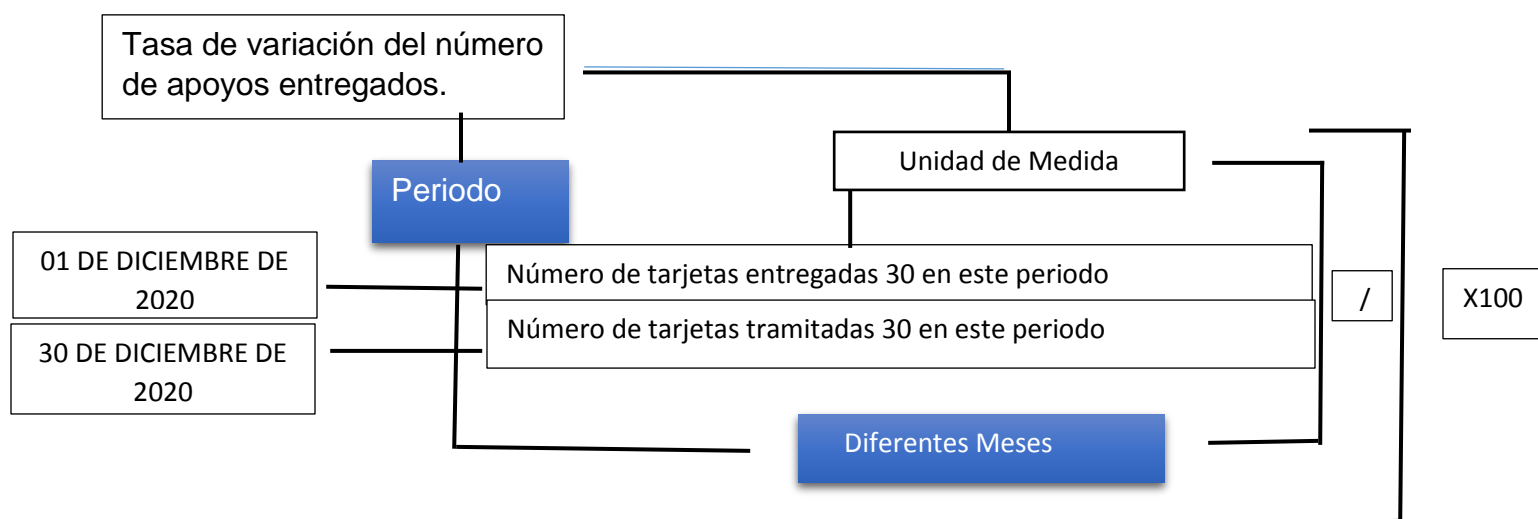 Tasa de variación del número
de apoyos entregados.
Unidad de Medida
Periodo
01 DE DICIEMBRE DE
2020
Número de tarjetas entregadas 30 en este periodo
/
X100
30 DE DICIEMBRE DE
2020
Número de tarjetas tramitadas 30 en este periodo
Diferentes Meses